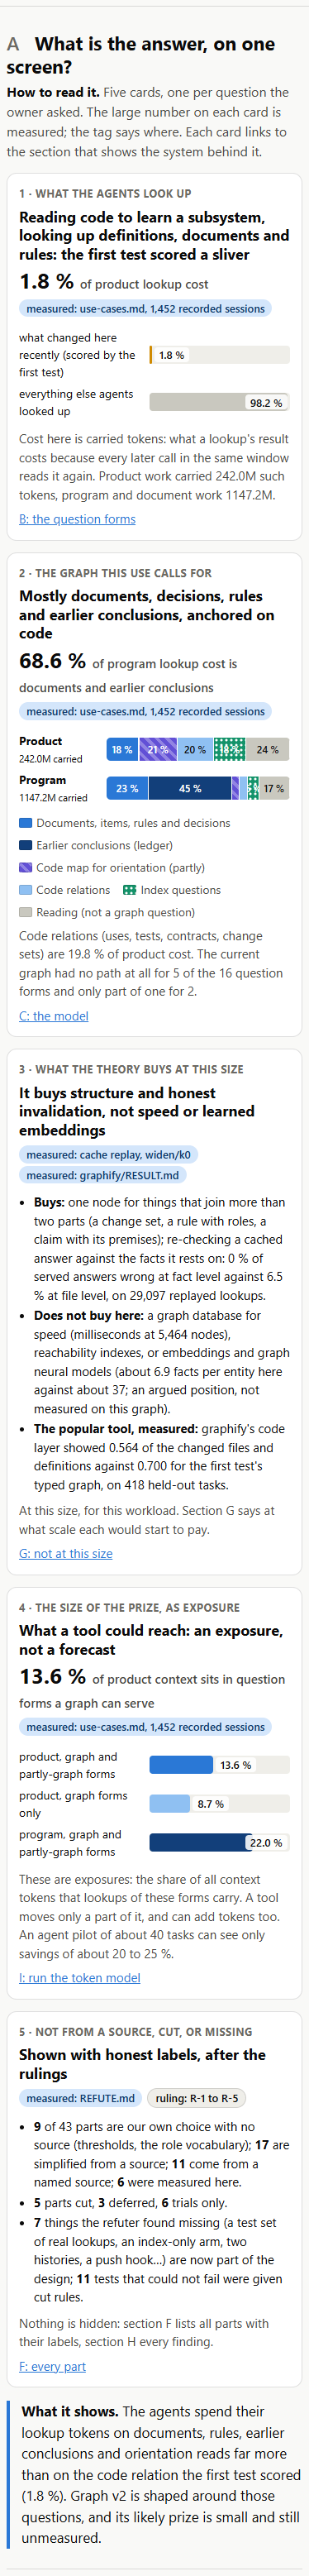 A What is the answer, on one
screen?
How to read it. Five cards, one per question the
owner asked. The large number on each card is
measured; the tag says where. Each card links to
the section that shows the system behind it.
1 · WHAT THE AGENTS LOOK UP
Reading code to learn a subsystem,
looking up definitions, documents and
rules: the first test scored a sliver
1.8 % of product lookup cost
measured: use-cases.md, 1,452 recorded sessions
what changed here
recently (scored by the
first test)
1.8 %
everything else agents
looked up
98.2 %
Cost here is carried tokens: what a lookup's result
costs because every later call in the same window
reads it again. Product work carried 242.0M such
tokens, program and document work 1147.2M.
B: the question forms
2 · THE GRAPH THIS USE CALLS FOR
Mostly documents, decisions, rules
and earlier conclusions, anchored on
code
68.6 % of program lookup cost is
documents and earlier conclusions
measured: use-cases.md, 1,452 recorded sessions
Product
242.0M carried
18 % 21 % 20 % 24 %
Program
1147.2M carried
23 % 45 % 17 %
Documents, items, rules and decisions
Earlier conclusions (ledger)
Code map for orientation (partly)
Code relations Index questions
Reading (not a graph question)
Code relations (uses, tests, contracts, change
sets) are 19.8 % of product cost. The current
graph had no path at all for 5 of the 16 question
forms and only part of one for 2.
C: the model
3 · WHAT THE THEORY BUYS AT THIS SIZE
It buys structure and honest
invalidation, not speed or learned
embeddings
measured: cache replay, widen/k0
measured: graphify/RESULT.md
• Buys: one node for things that join more than
two parts (a change set, a rule with roles, a
claim with its premises); re-checking a cached
answer against the facts it rests on: 0 % of
served answers wrong at fact level against 6.5
% at file level, on 29,097 replayed lookups.
• Does not buy here: a graph database for
speed (milliseconds at 5,464 nodes),
reachability indexes, or embeddings and graph
neural models (about 6.9 facts per entity here
against about 37; an argued position, not
measured on this graph).
• The popular tool, measured: graphify's code
layer showed 0.564 of the changed files and
definitions against 0.700 for the first test's
typed graph, on 418 held-out tasks.
At this size, for this workload. Section G says at
what scale each would start to pay.
G: not at this size
4 · THE SIZE OF THE PRIZE, AS EXPOSURE
What a tool could reach: an exposure,
not a forecast
13.6 % of product context sits in question
forms a graph can serve
measured: use-cases.md, 1,452 recorded sessions
product, graph and
partly-graph forms
13.6 %
product, graph forms
only
8.7 %
program, graph and
partly-graph forms
22.0 %
These are exposures: the share of all context
tokens that lookups of these forms carry. A tool
moves only a part of it, and can add tokens too.
An agent pilot of about 40 tasks can see only
savings of about 20 to 25 %.
I: run the token model
5 · NOT FROM A SOURCE, CUT, OR MISSING
Shown with honest labels, after the
rulings
measured: REFUTE.md ruling: R-1 to R-5
• 9 of 43 parts are our own choice with no
source (thresholds, the role vocabulary); 17 are
simplified from a source; 11 come from a
named source; 6 were measured here.
• 5 parts cut, 3 deferred, 6 trials only.
• 7 things the refuter found missing (a test set
of real lookups, an index-only arm, two
histories, a push hook...) are now part of the
design; 11 tests that could not fail were given
cut rules.
Nothing is hidden: section F lists all parts with
their labels, section H every finding.
F: every part
What it shows. The agents spend their
lookup tokens on documents, rules, earlier
conclusions and orientation reads far more
than on the code relation the first test scored
(1.8 %). Graph v2 is shaped around those
questions, and its likely prize is small and still
unmeasured.